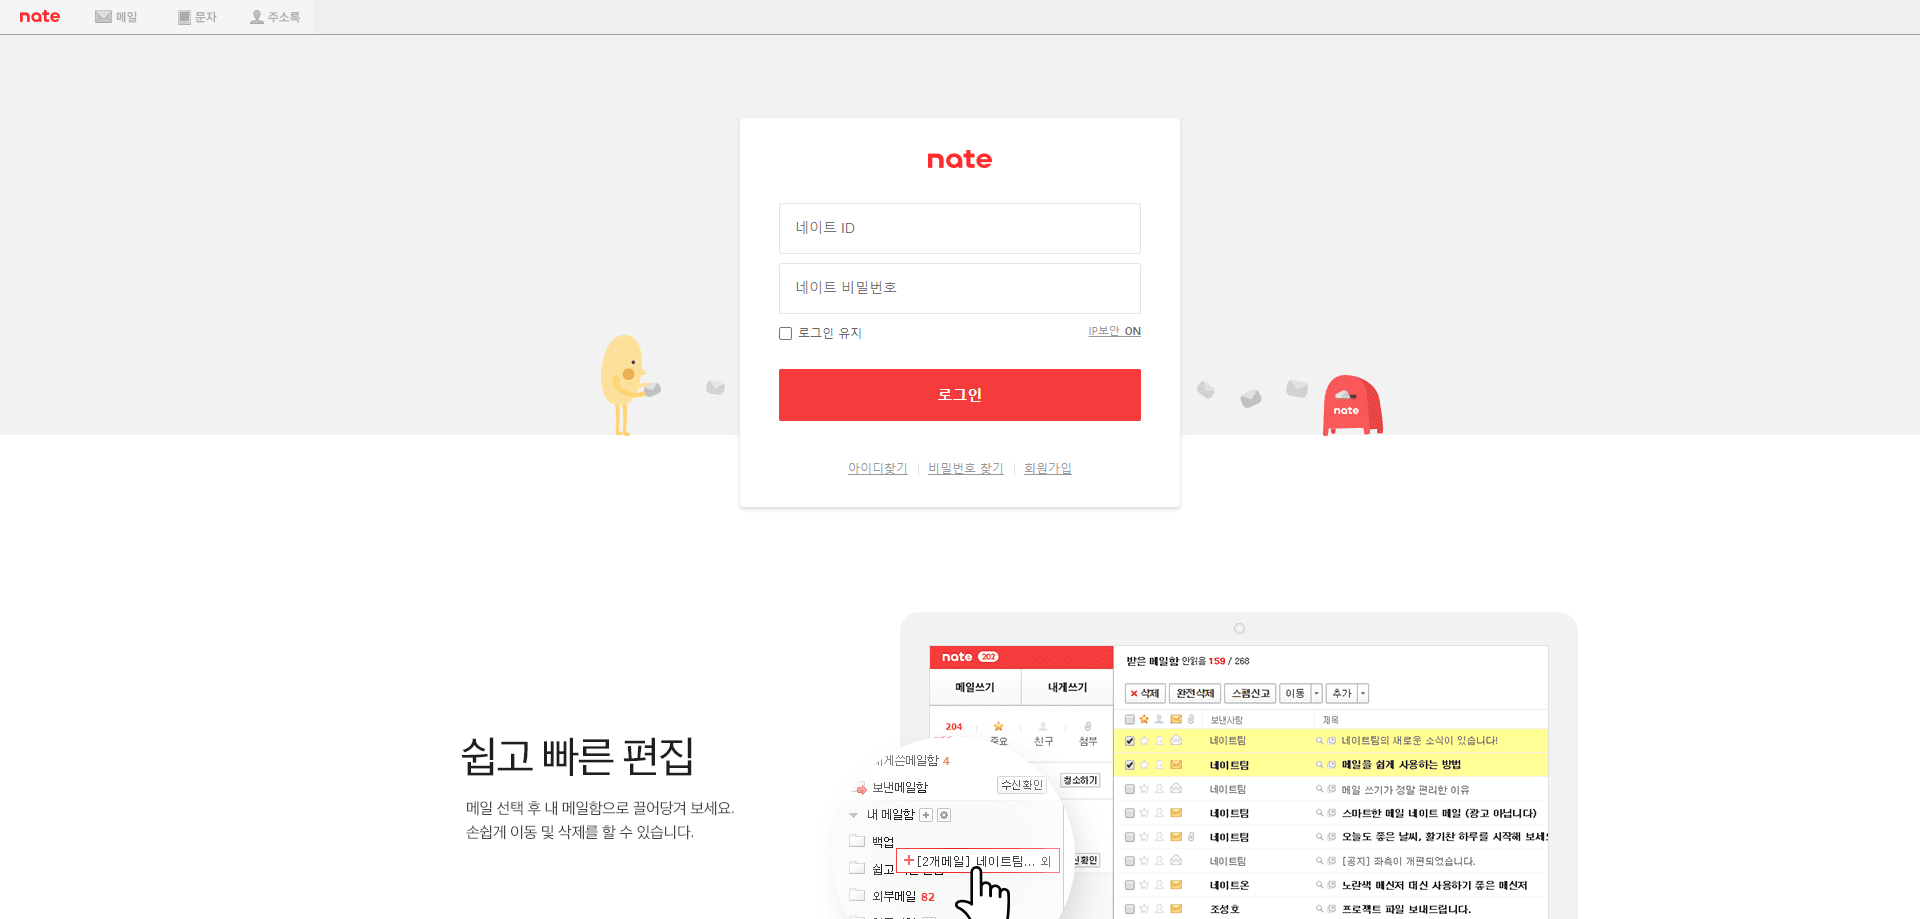 nate 메일 문자 주소록
nate
네이트 ID
네이트 비밀번호
로그인 유지
IP보안 ON
로그인
nate
아이디찾기
비밀번호 찾기
회원가입
쉽고 빠른 편집
메일 선택 후 내 메일함으로 끌어당겨 보세요.
손쉽게 이동 및 삭제를 할 수 있습니다.
nate 202
메일쓰기 내게쓰기
204 중요 친구 첨부
내게쓴메일함 4
보낸메일함 수신확인 청소하기
내 메일함
백업
[2개메일] 네이트팀... 외
쉽고
외부메일 82
받은 메일함 안읽음 159 / 268
삭제 완전삭제 스팸신고 이동 추가
보낸사람 제목
네이트팀 네이트팀의 새로운 소식이 있습니다!
네이트팀 메일을 쉽게 사용하는 방법
네이트팀 메일 쓰기가 정말 편리한 이유
네이트팀 스마트한 메일 네이트 메일 (광고 아닙니다)
네이트팀 오늘도 좋은 날씨, 활기찬 하루를 시작해 보세
네이트팀 [공지] 좌측이 개편되었습니다.
네이트온 노란색 메신저 대신 사용하기 좋은 메신저
조성호 프로젝트 파일 보내드립니다.